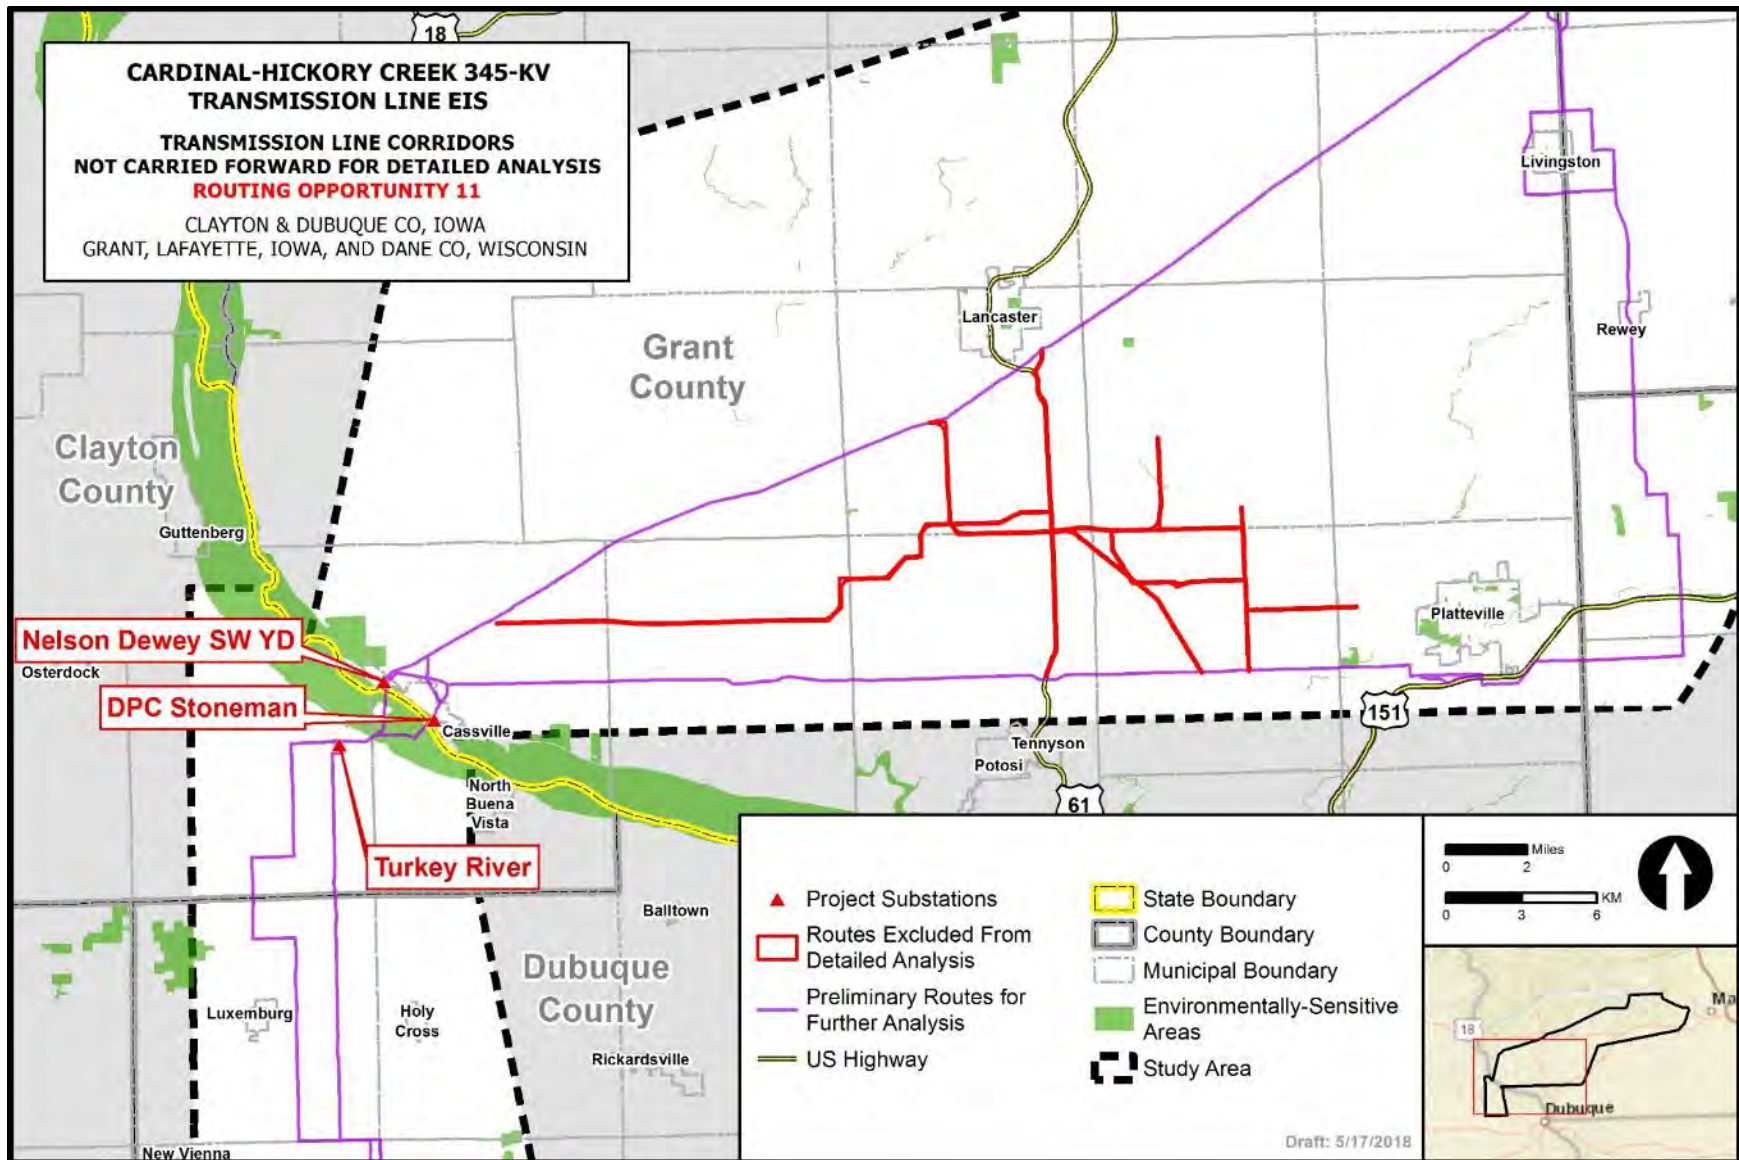 18
CARDINAL-HICKORY CREEK 345-KV
TRANSMISSION LINE EIS
TRANSMISSION LINE CORRIDORS
NOT CARRIED FORWARD FOR DETAILED ANALYSIS
ROUTING OPPORTUNITY 11
CLAYTON & DUBUQUE CO, IOWA
GRANT, LAFAYETTE, IOWA, AND DANE CO, WISCONSIN
Livingston
Lancaster
Rewey
Grant
County
Clayton
County
Guttenberg
Platteville
Nelson Dewey SW YD
Osterdock
DPC Stoneman
Cassville
151
Tennyson
Potosi
North
Buena
Vista
61
Turkey River
Balltown
Dubuque
County
Luxemburg
Holy
Cross
Rickardsville
New Vienna
Project Substations
Routes Excluded From
Detailed Analysis
Preliminary Routes for
Further Analysis
US Highway
State Boundary
County Boundary
Municipal Boundary
Environmentally-Sensitive
Areas
Study Area
Draft: 5/17/2018
Miles
0 2
KM
0 3 6
Ma
18
Dubuque